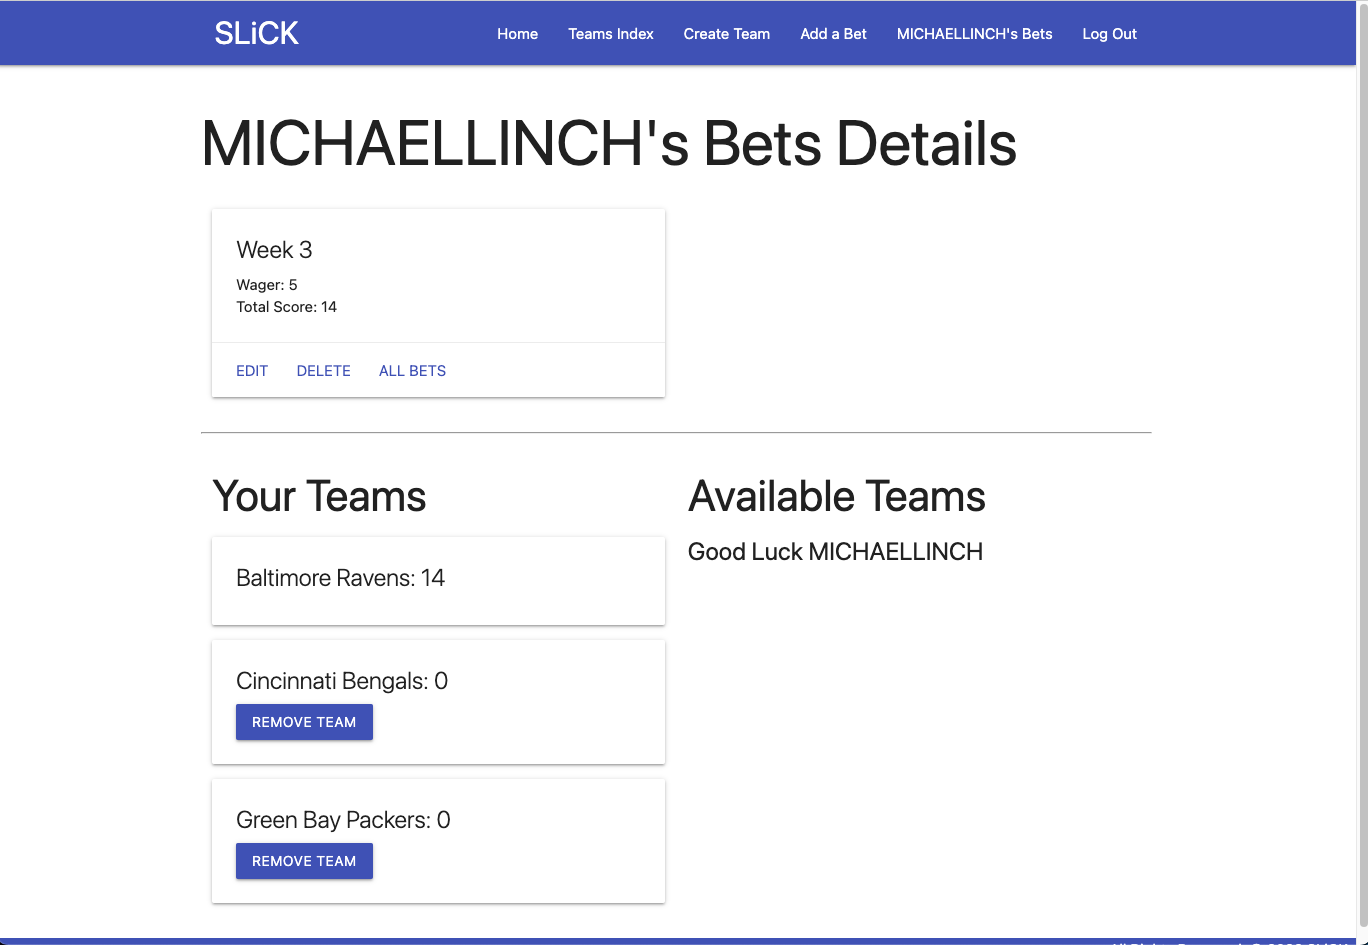 SLiCK
Home Teams Index Create Team Add a Bet MICHAELLINCH's Bets Log Out
MICHAELLINCH's Bets Details
Week 3
Wager: 5
Total Score: 14
EDIT DELETE ALL BETS
Your Teams
Baltimore Ravens: 14
Cincinnati Bengals: 0
REMOVE TEAM
Green Bay Packers: 0
REMOVE TEAM
Available Teams
Good Luck MICHAELLINCH